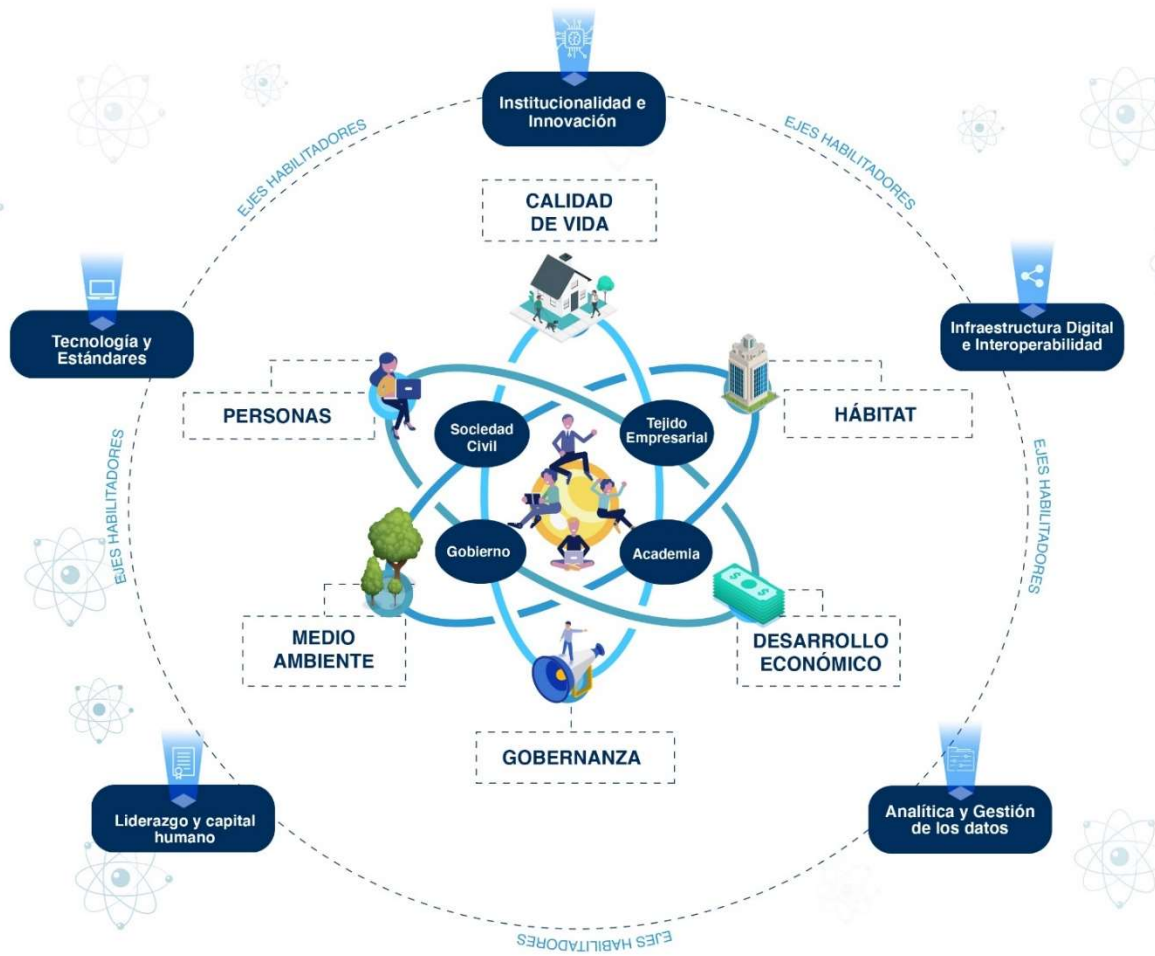 Institucionalidad e
Innovación
EJES HABILITADORES
EJES HABILITADORES
CALIDAD
DE VIDA
Tecnología y
Estándares
Infraestructura Digital
e Interoperabilidad
PERSONAS
HÁBITAT
Sociedad
Civil
Tejido
Empresarial
EJES HABILITADORES
EJES HABILITADORES
Gobierno
Academia
MEDIO
AMBIENTE
DESARROLLO
ECONÓMICO
GOBERNANZA
Liderazgo y capital
humano
Analítica y Gestión
de los datos
EJES HABILITADORES